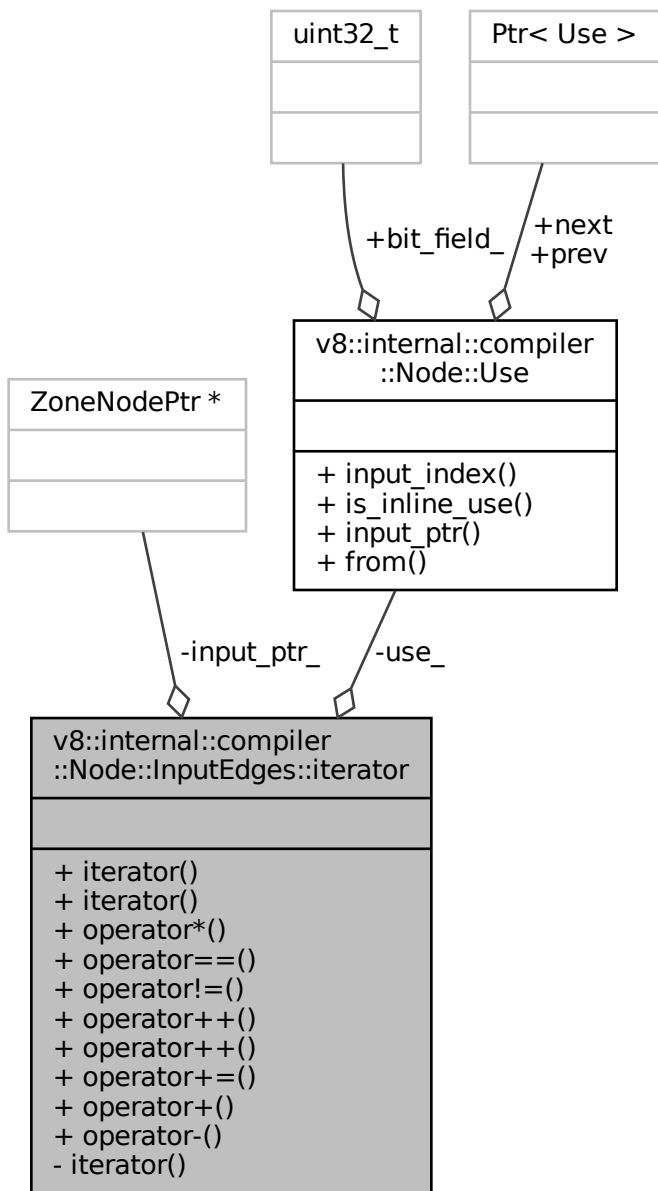 uint32_t
Ptr< Use >
+bit_field_
+next
+prev
v8::internal::compiler
::Node::Use
+ input_index()
+ is_inline_use()
+ input_ptr()
+ from()
ZoneNodePtr *
-input_ptr_
-use_
v8::internal::compiler
::Node::InputEdges::iterator
+ iterator()
+ iterator()
+ operator*()
+ operator==()
+ operator!=()
+ operator++()
+ operator++()
+ operator+=()
+ operator+()
+ operator-()
- iterator()